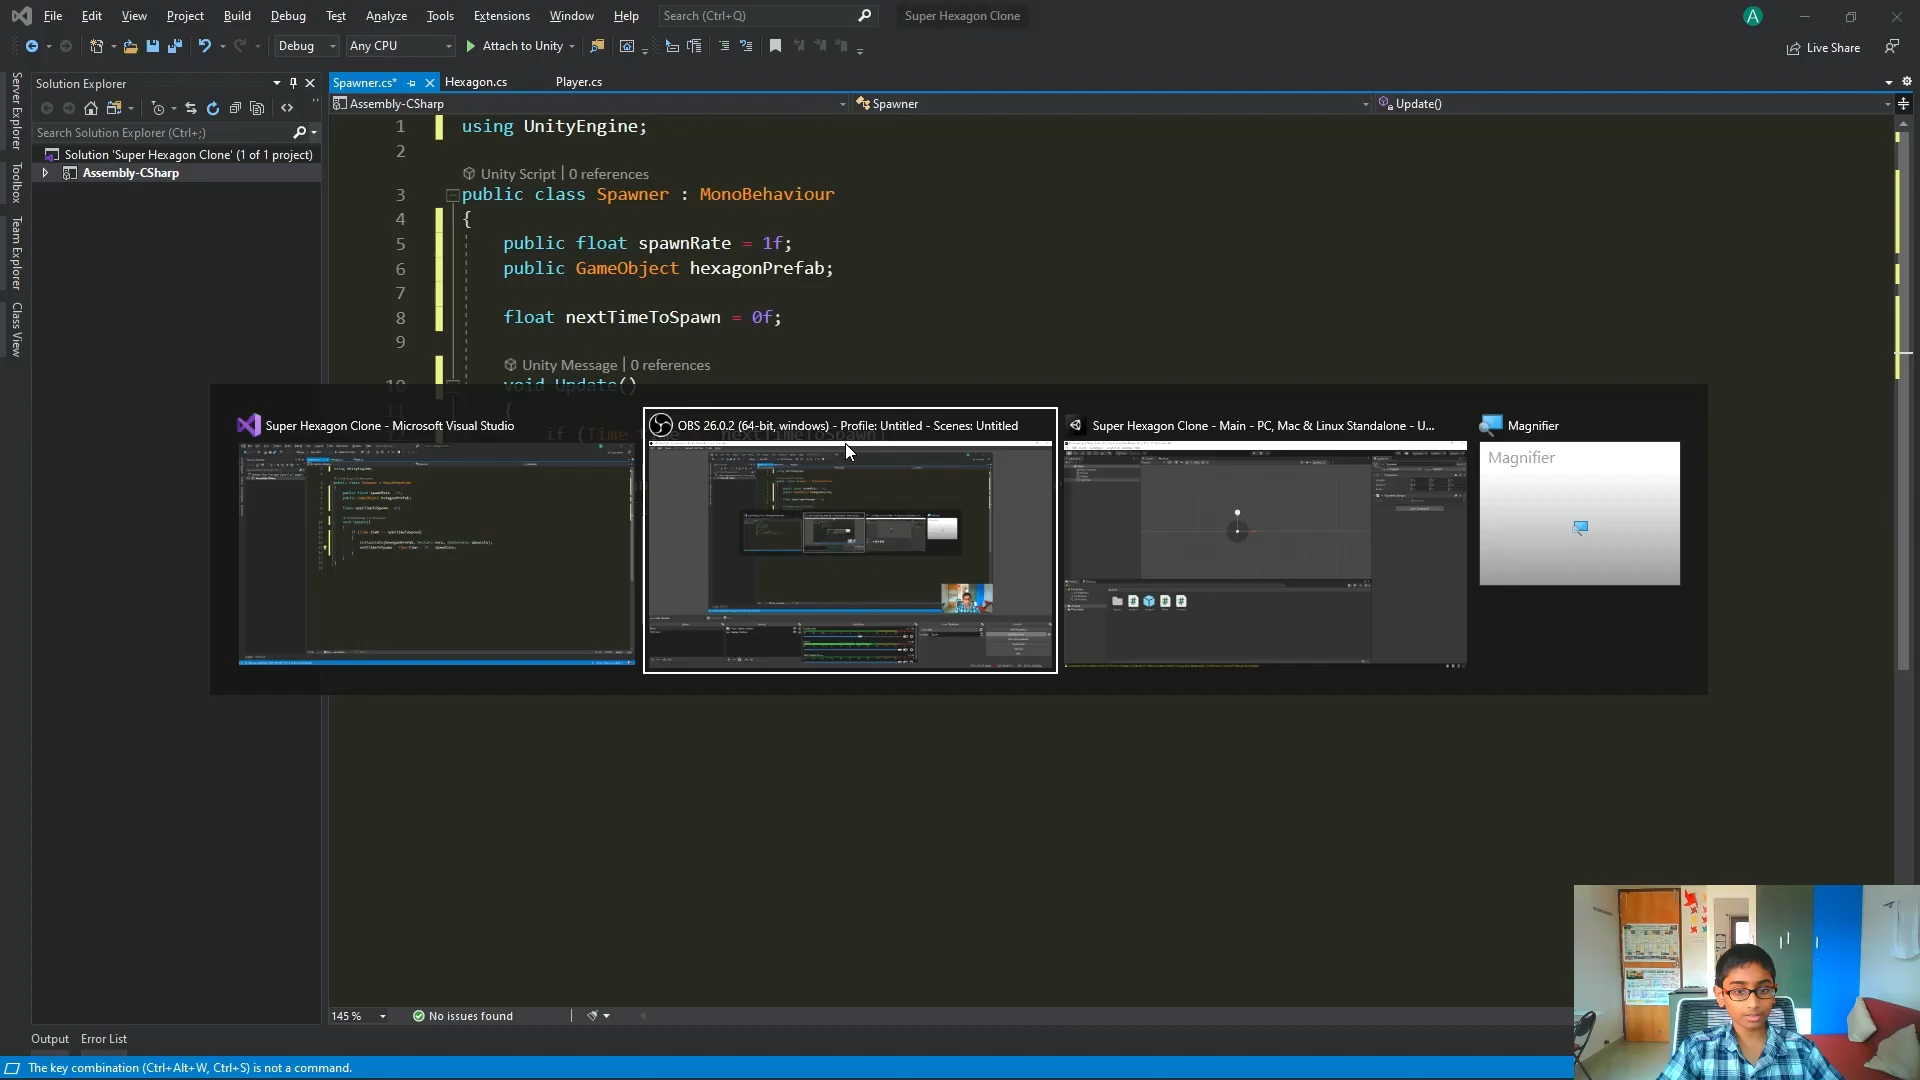 File Edit View Project Build Debug Test Analyze Tools Extensions Window Help Search (Ctrl+Q) Super Hexagon Clone A
Debug Any CPU Attach to Unity Live Share
Server Explorer
Toolbox
Team Explorer
Class View
Solution Explorer
Search Solution Explorer (Ctrl+;)
Solution 'Super Hexagon Clone' (1 of 1 project)
Assembly-CSharp
Spawner.cs* Hexagon.cs Player.cs
Assembly-CSharp Spawner Update()
1 using UnityEngine;
2
Unity Script | 0 references
3 public class Spawner : MonoBehaviour
4 {
5 public float spawnRate = 1f;
6 public GameObject hexagonPrefab;
7
8 float nextTimeToSpawn = 0f;
9
Unity Message | 0 references
10 void Update()
11 {
12 if (Time nextTimeToSpawn)
Super Hexagon Clone - Microsoft Visual Studio
OBS 26.0.2 (64-bit, windows) - Profile: Untitled - Scenes: Untitled
Super Hexagon Clone - Main - PC, Mac & Linux Standalone - U...
Magnifier
Magnifier
145 % No issues found
Output Error List
The key combination (Ctrl+Alt+W, Ctrl+S) is not a command.